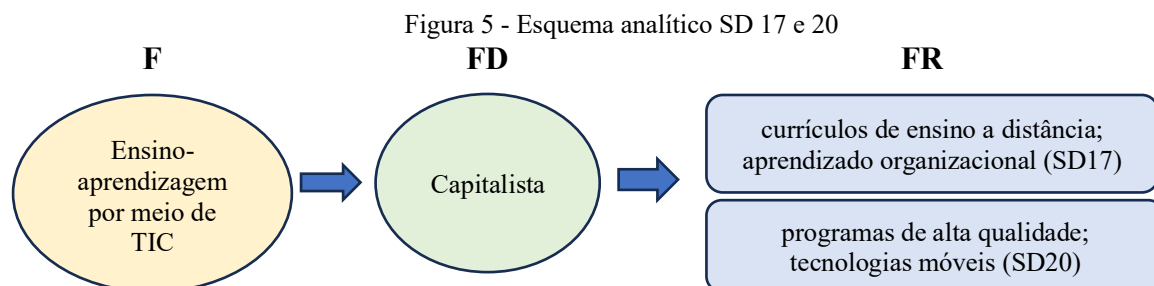 Figura 5 - Esquema analítico SD 17 e 20
F
FD
FR
Ensino-
aprendizagem
por meio de
TIC
Capitalista
currículos de ensino a distância;
aprendizado organizacional (SD17)
programas de alta qualidade;
tecnologias móveis (SD20)